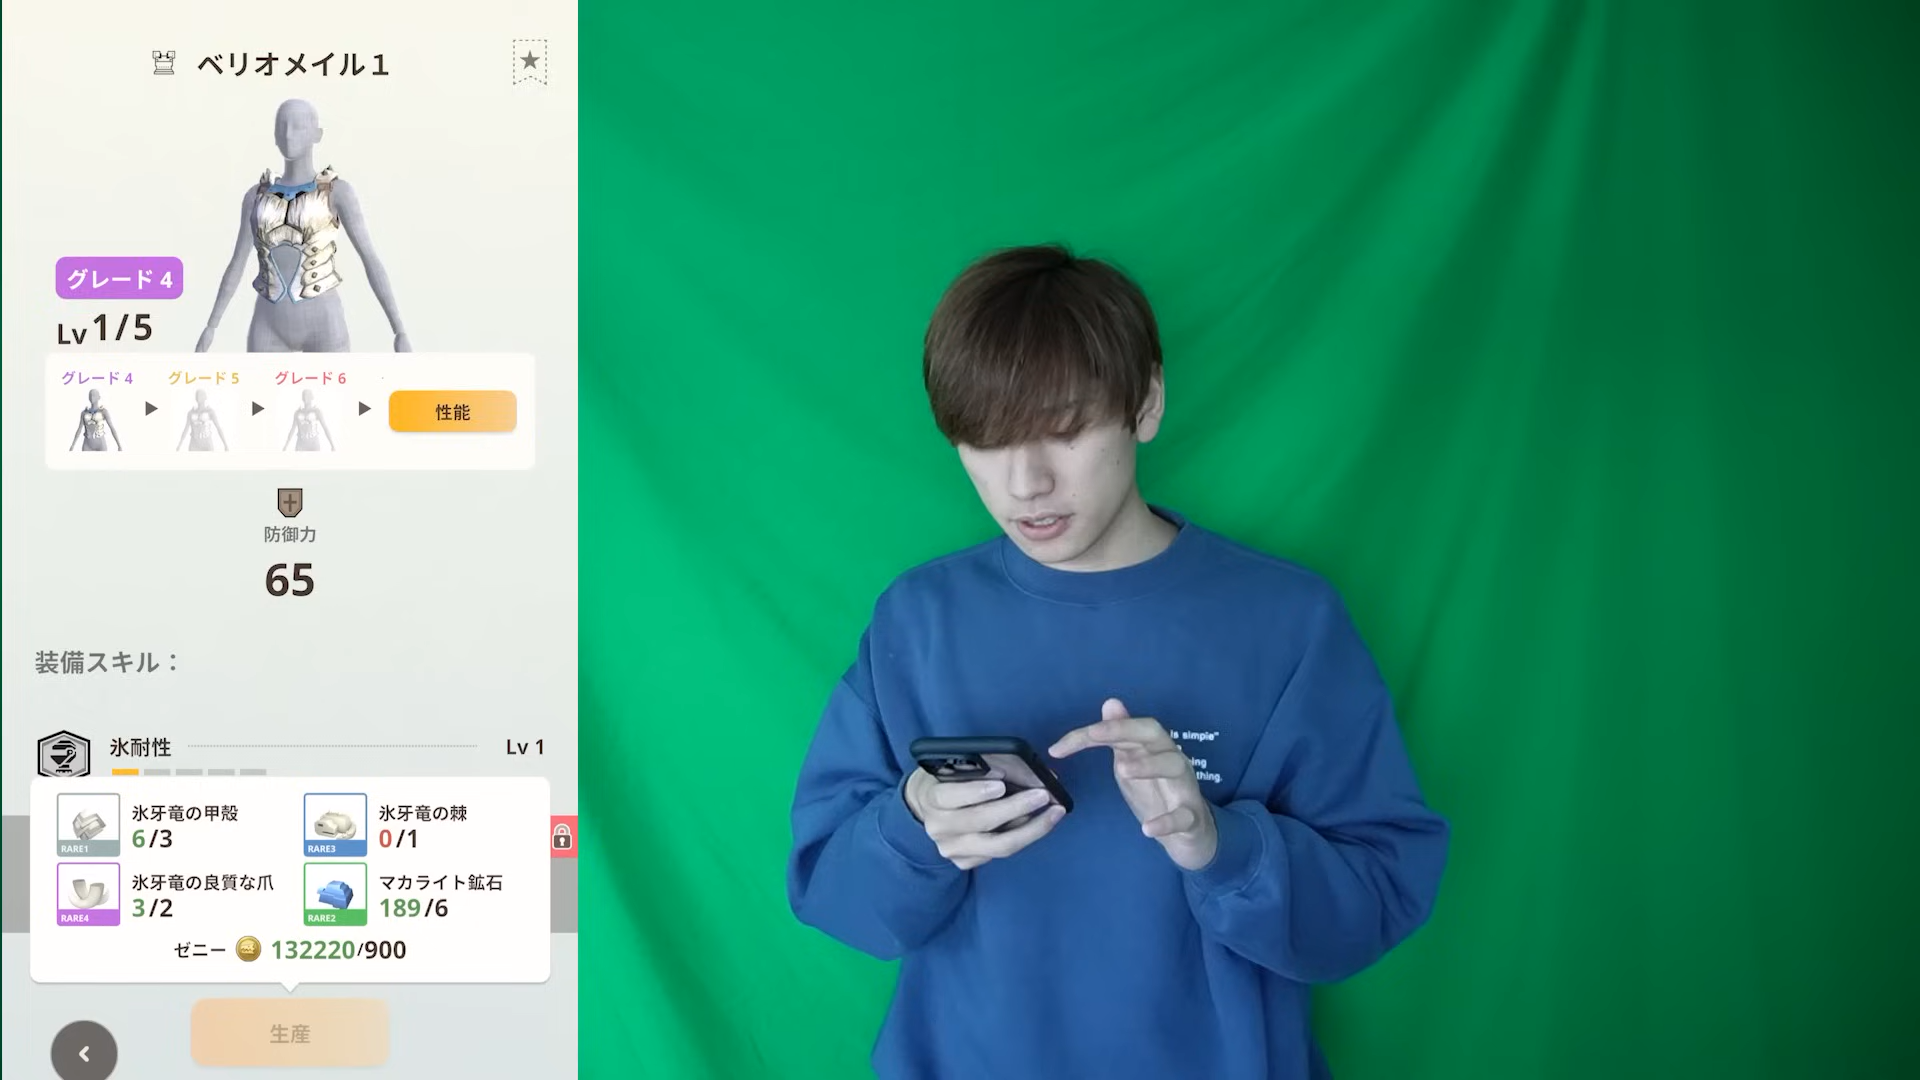 ベリオメイル1
グレード 4
Lv 1/5
グレード 4
グレード 5
グレード 6
性能
防御力
65
装備スキル：
氷耐性
Lv 1
氷牙竜の甲殻
6/3
RARE1
氷牙竜の棘
0/1
RARE3
氷牙竜の良質な爪
3/2
RARE4
マカライト鉱石
189/6
RARE2
ゼニー 132220/900
生産
is simple"
thing.